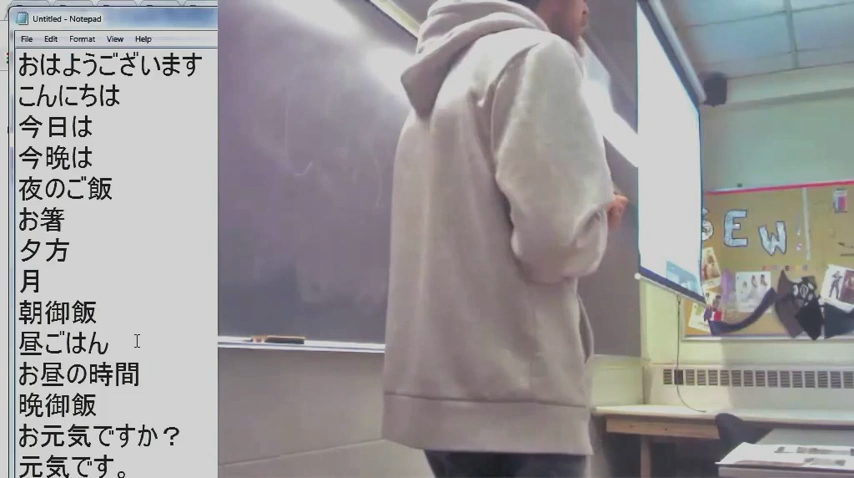 Untitled - Notepad
File Edit Format View Help
おはようございます
こんにちは
今日は
今晩は
夜のご飯
お箸
夕方
月
朝御飯
昼ごはん
お昼の時間
晩御飯
お元気ですか？
元気です。
SEW